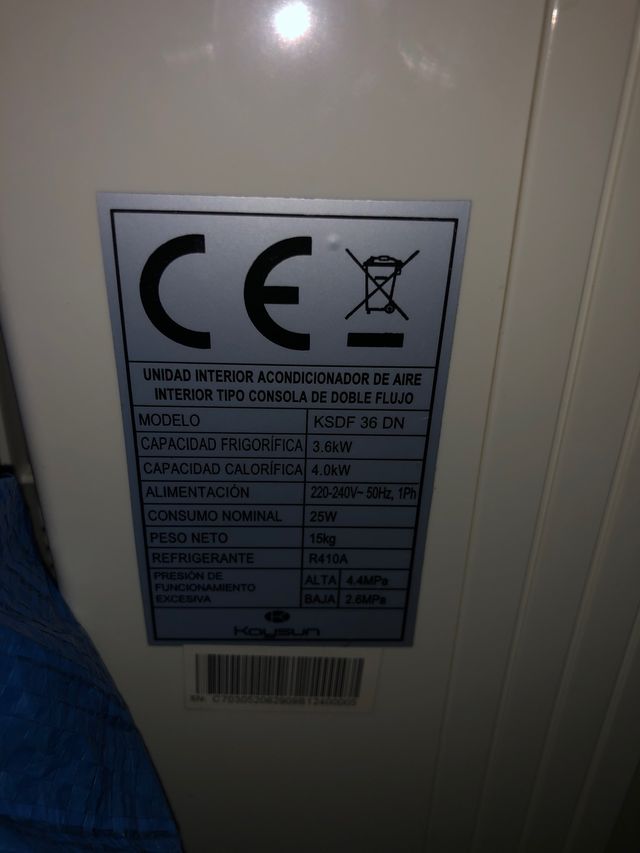 CE
UNIDAD INTERIOR ACONDICIONADOR DE AIRE
INTERIOR TIPO CONSOLA DE DOBLE FLUJO
MODELO KSDF 36 DN
CAPACIDAD FRIGORÍFICA 3.6kW
CAPACIDAD CALORÍFICA 4.0kW
ALIMENTACIÓN 220-240V~ 50Hz, 1Ph
CONSUMO NOMINAL 25W
PESO NETO 15kg
REFRIGERANTE R410A
PRESIÓN DE
FUNCIONAMIENTO
EXCESIVA
ALTA 4.4MPa
BAJA 2.6MPa
Kaysun